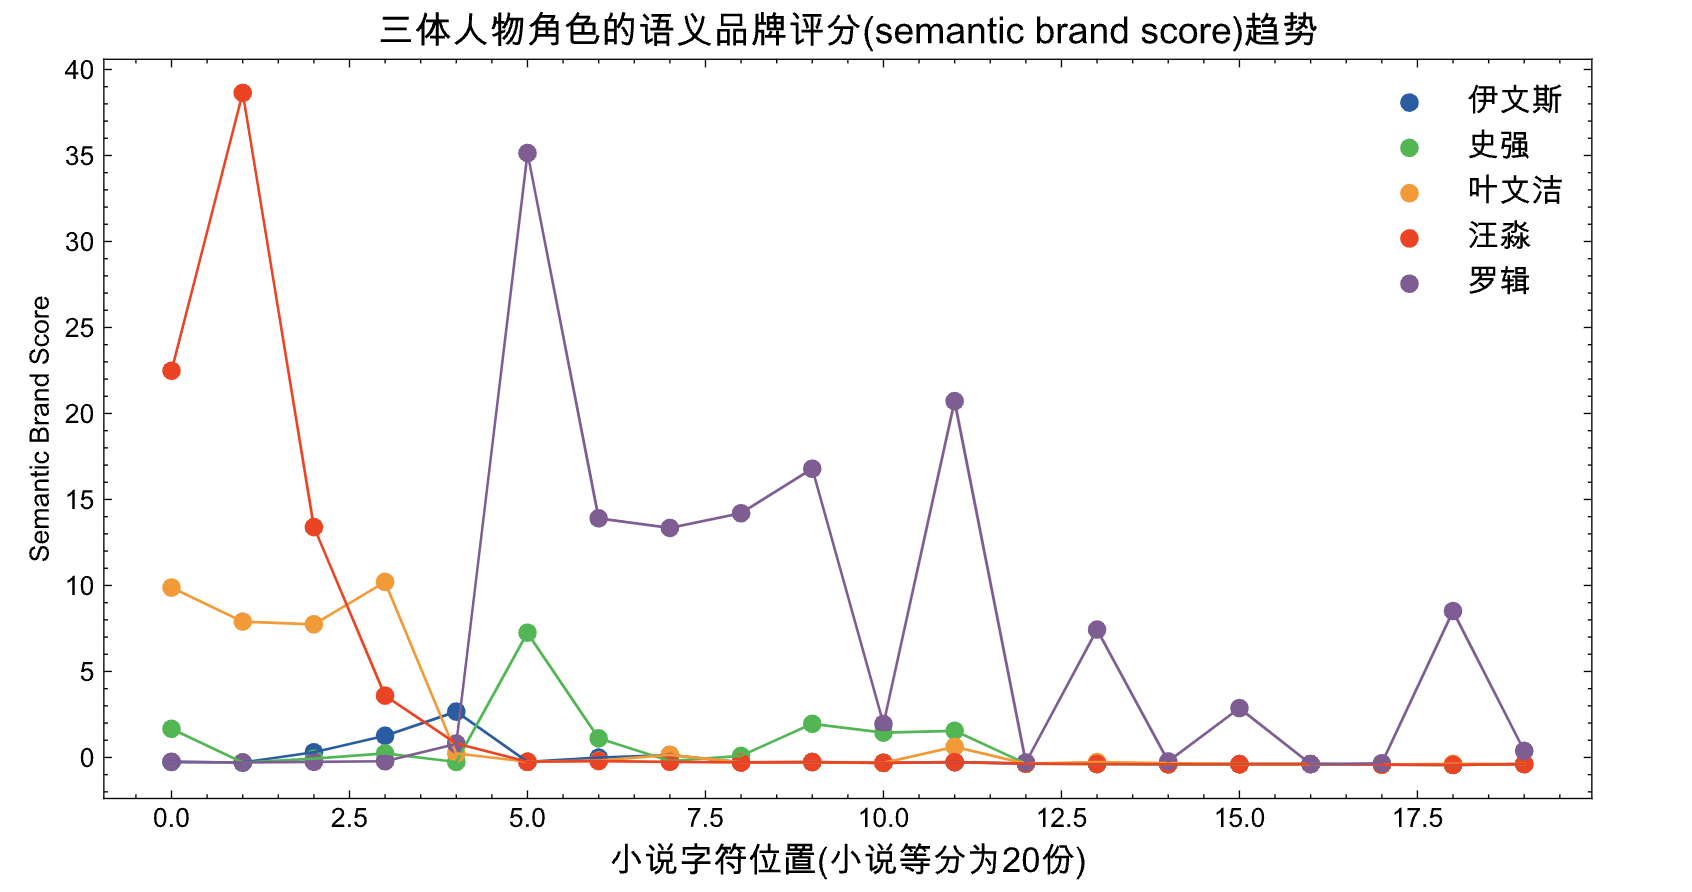 三体人物角色的语义品牌评分(semantic brand score)趋势
40
35
30
25
20
15
10
5
0
Semantic Brand Score
伊文斯
史强
叶文洁
汪淼
罗辑
0.0 2.5 5.0 7.5 10.0 12.5 15.0 17.5
小说字符位置(小说等分为20份)